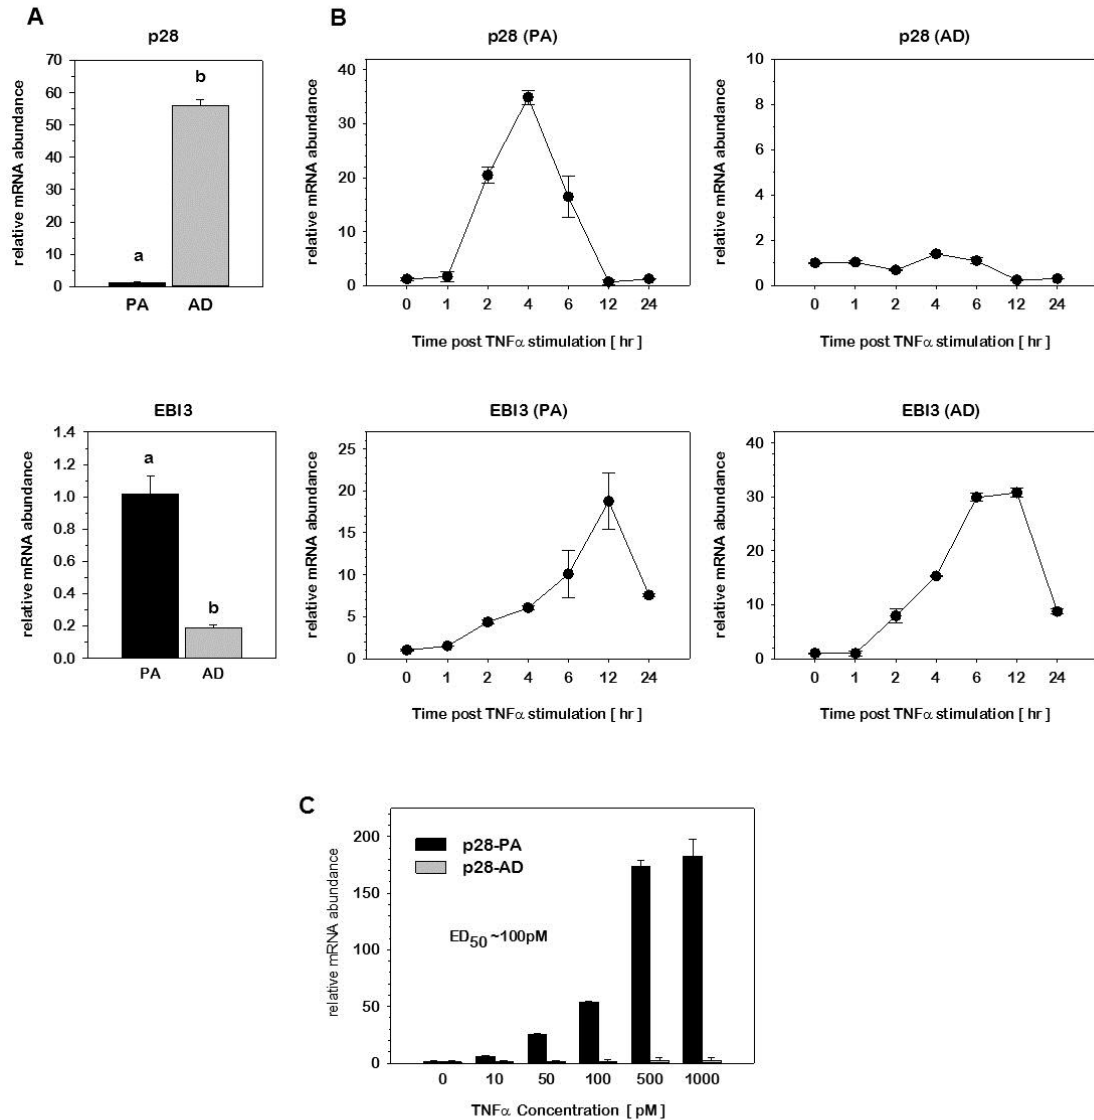 A
B
p28
70
60
50
40
30
20
10
0
relative mRNA abundance
a
b
PA
AD
p28 (PA)
40
30
20
10
0
relative mRNA abundance
0 1 2 4 6 12 24
Time post TNFα stimulation [ hr ]
p28 (AD)
10
8
6
4
2
0
relative mRNA abundance
0 1 2 4 6 12 24
Time post TNFα stimulation [ hr ]
EBI3
1.4
1.2
1.0
0.8
0.6
0.4
0.2
0.0
relative mRNA abundance
a
b
PA
AD
EBI3 (PA)
25
20
15
10
5
0
relative mRNA abundance
0 1 2 4 6 12 24
Time post TNFα stimulation [ hr ]
EBI3 (AD)
40
30
20
10
0
relative mRNA abundance
0 1 2 4 6 12 24
Time post TNFα stimulation [ hr ]
C
200
150
100
50
0
relative mRNA abundance
p28-PA
p28-AD
ED50 ~100pM
0 10 50 100 500 1000
TNFα Concentration [ pM ]